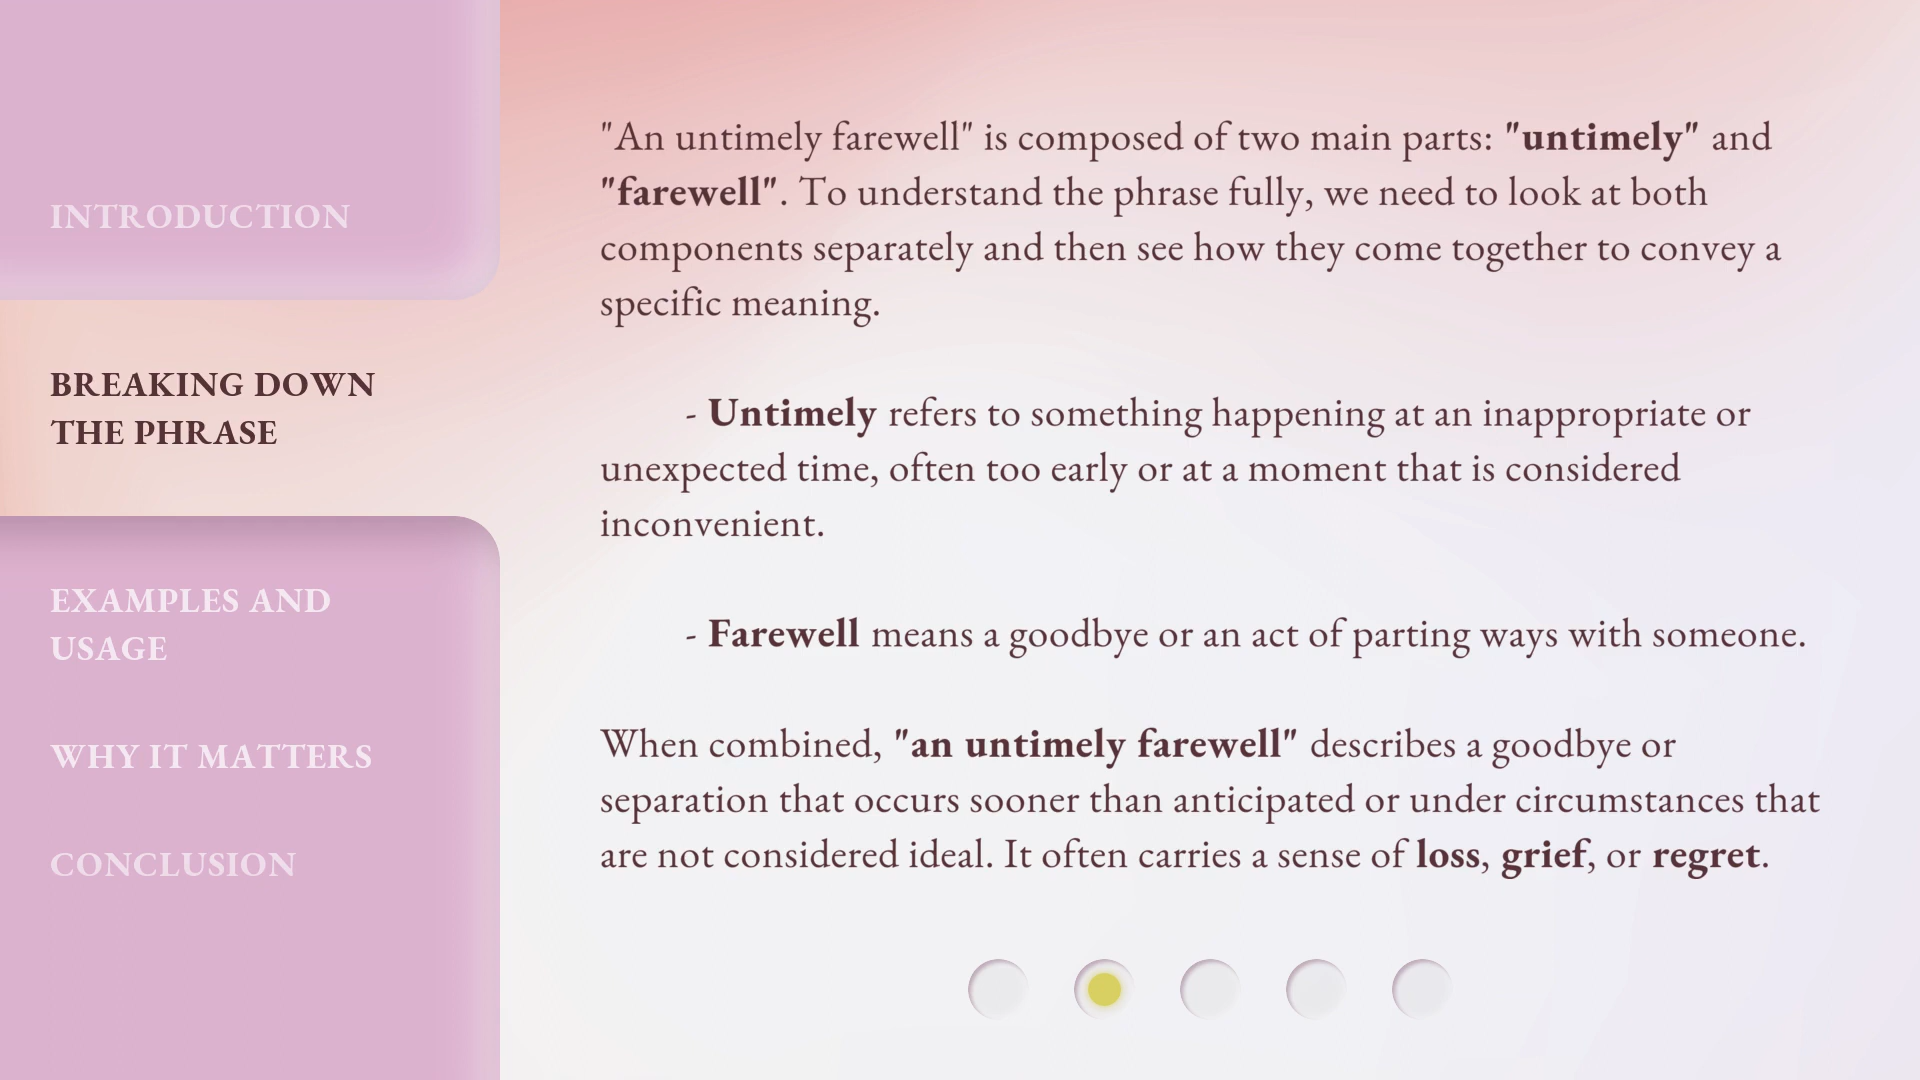 INTRODUCTION
BREAKING DOWN
THE PHRASE
EXAMPLES AND
USAGE
WHY IT MATTERS
CONCLUSION
"An untimely farewell" is composed of two main parts: "untimely" and
"farewell". To understand the phrase fully, we need to look at both
components separately and then see how they come together to convey a
specific meaning.
- Untimely refers to something happening at an inappropriate or
unexpected time, often too early or at a moment that is considered
inconvenient.
- Farewell means a goodbye or an act of parting ways with someone.
When combined, "an untimely farewell" describes a goodbye or
separation that occurs sooner than anticipated or under circumstances that
are not considered ideal. It often carries a sense of loss, grief, or regret.